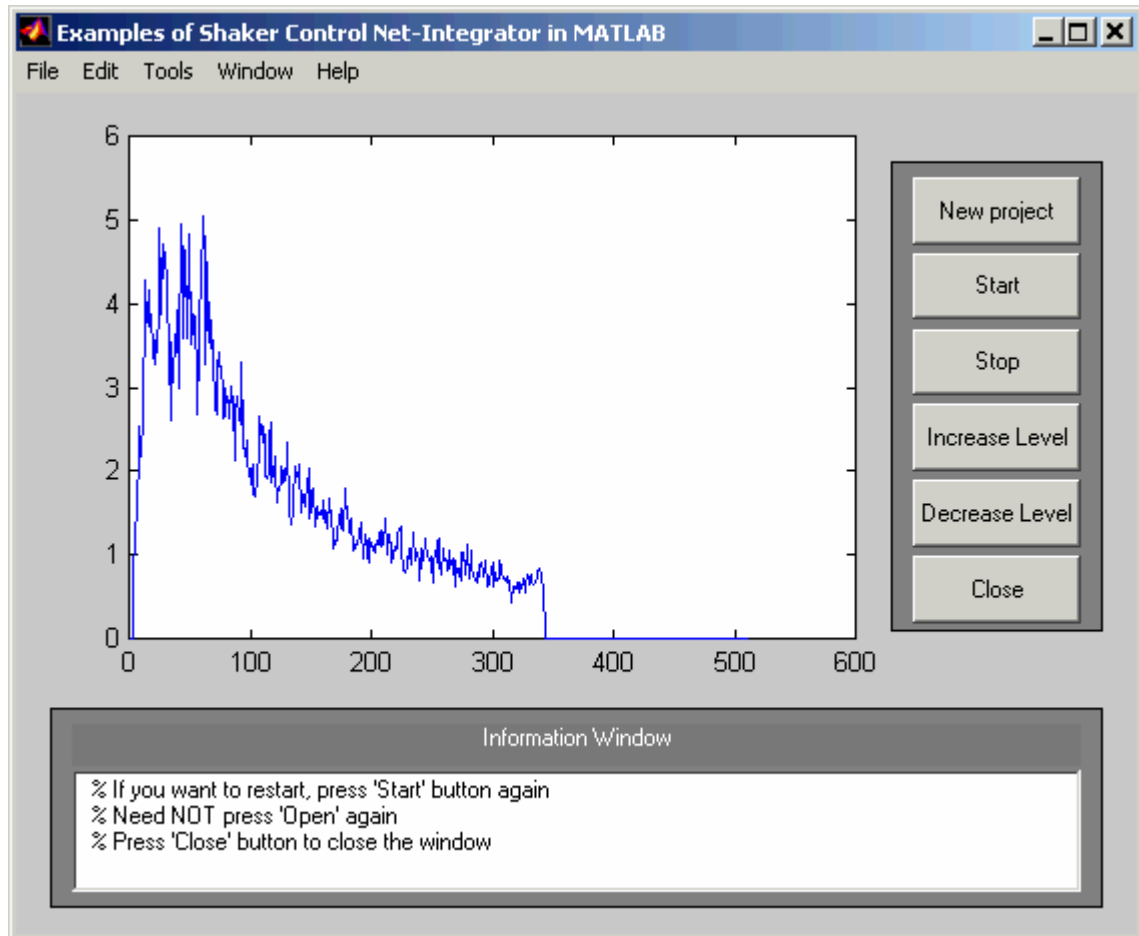 Examples of Shaker Control Net-Integrator in MATLAB
File Edit Tools Window Help
6
5
4
3
2
1
0
0 100 200 300 400 500 600
New project
Start
Stop
Increase Level
Decrease Level
Close
Information Window
% If you want to restart, press 'Start' button again
% Need NOT press 'Open' again
% Press 'Close' button to close the window